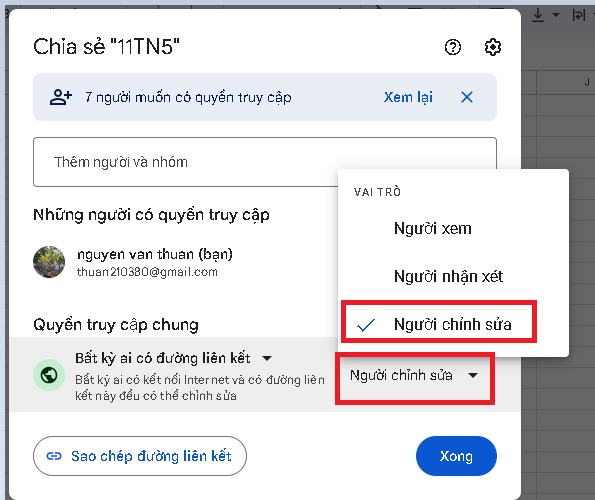 Chia sẻ "11TN5"
7 người muốn có quyền truy cập
Xem lại
Thêm người và nhóm
VAI TRÒ
Người xem
Người nhận xét
Người chỉnh sửa
Những người có quyền truy cập
nguyen van thuan (bạn)
thuan210380@gmail.com
Quyền truy cập chung
Bất kỳ ai có đường liên kết
Bất kỳ ai có kết nối Internet và có đường liên
kết này đều có thể chỉnh sửa
Người chỉnh sửa
Sao chép đường liên kết
Xong
J